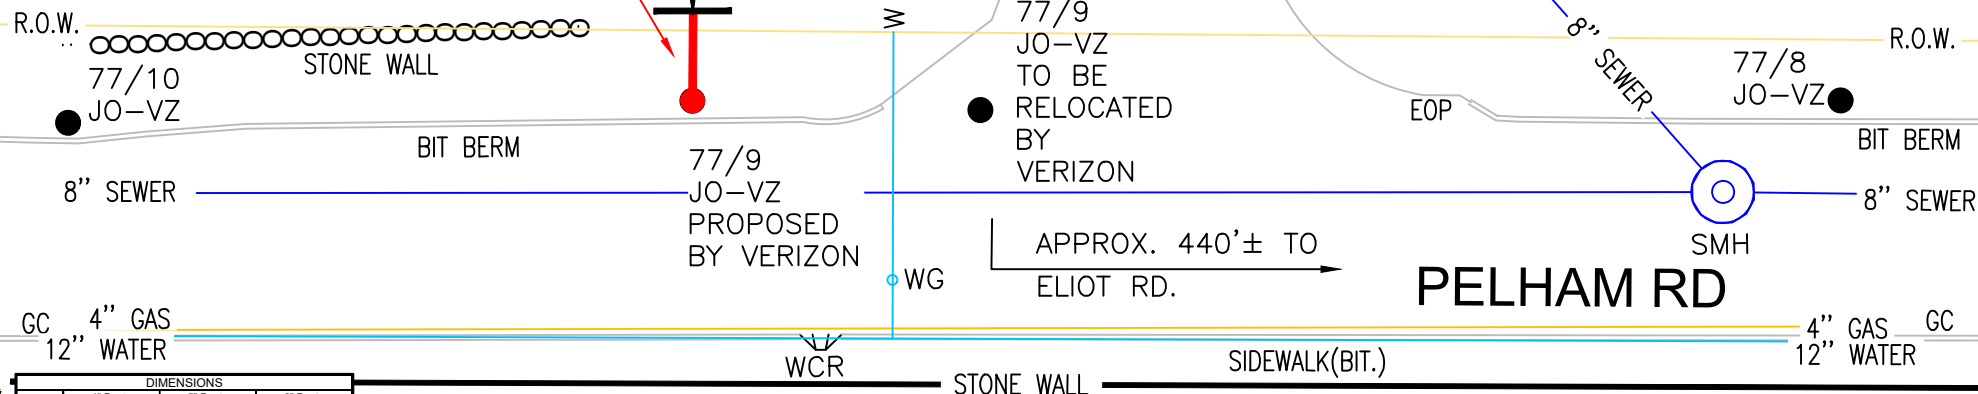 R.O.W.
STONE WALL
77/10
JO-VZ
W
77/9
JO-VZ
TO BE
RELOCATED
BY
VERIZON
8" SEWER
R.O.W.
77/8
JO-VZ
EOP
BIT BERM
BIT BERM
8" SEWER
77/9
JO-VZ
PROPOSED
BY VERIZON
8" SEWER
SMH
APPROX. 440'± TO
ELIOT RD.
WG
PELHAM RD
GC
4" GAS
12" WATER
WCR
SIDEWALK(BIT.)
4" GAS
GC
12" WATER
DIMENSIONS
STONE WALL